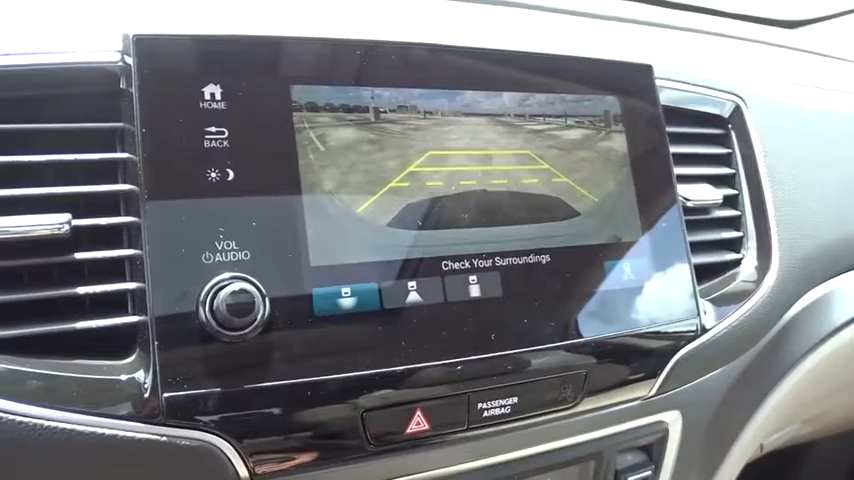 HOME
BACK
VOL
AUDIO
Check Your Surroundings
PASSENGER
AIRBAG